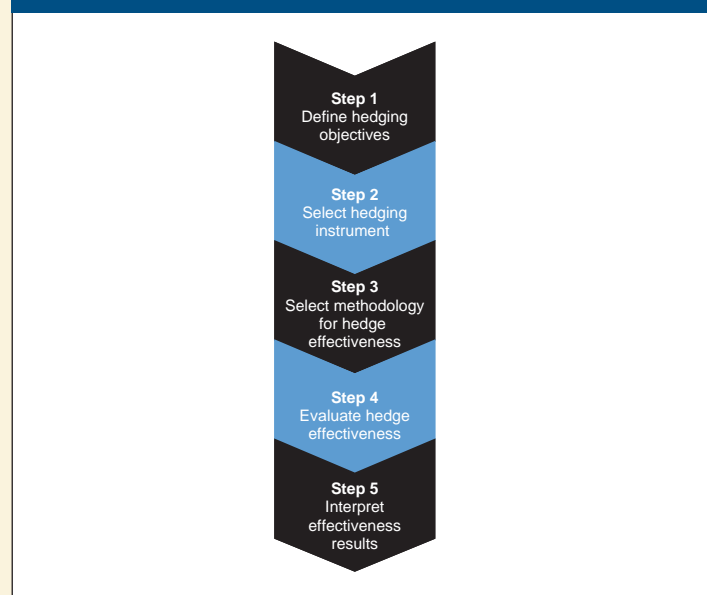 Step 1
Define hedging
objectives
Step 2
Select hedging
instrument
Step 3
Select methodology
for hedge
effectiveness
Step 4
Evaluate hedge
effectiveness
Step 5
Interpret
effectiveness
results